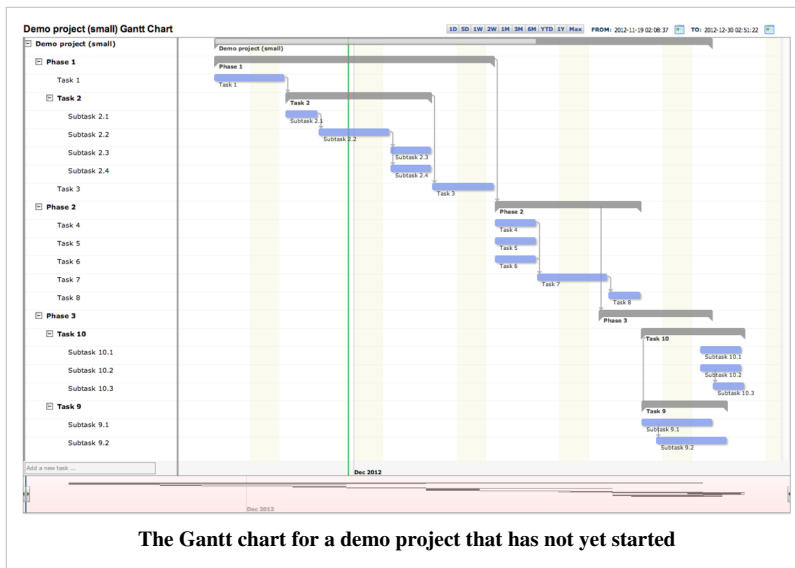 Demo project (small) Gantt Chart
1D 5D 1W 2W 1M 3M 6M YTD 1Y Max FROM: 2012-11-19 02:08:37 TO: 2012-12-30 02:51:22
Demo project (small)
Demo project (small)
Phase 1
Phase 1
Task 1
Task 1
Task 2
Task 2
Subtask 2.1
Subtask 2.1
Subtask 2.2
Subtask 2.2
Subtask 2.3
Subtask 2.3
Subtask 2.4
Subtask 2.4
Task 3
Task 3
Phase 2
Phase 2
Task 4
Task 4
Task 5
Task 5
Task 6
Task 6
Task 7
Task 7
Task 8
Task 8
Phase 3
Phase 3
Task 10
Task 10
Subtask 10.1
Subtask 10.1
Subtask 10.2
Subtask 10.2
Subtask 10.3
Subtask 10.3
Task 9
Task 9
Subtask 9.1
Subtask 9.1
Subtask 9.2
Subtask 9.2
Add a new task ...
Dec 2012
Dec 2012
The Gantt chart for a demo project that has not yet started